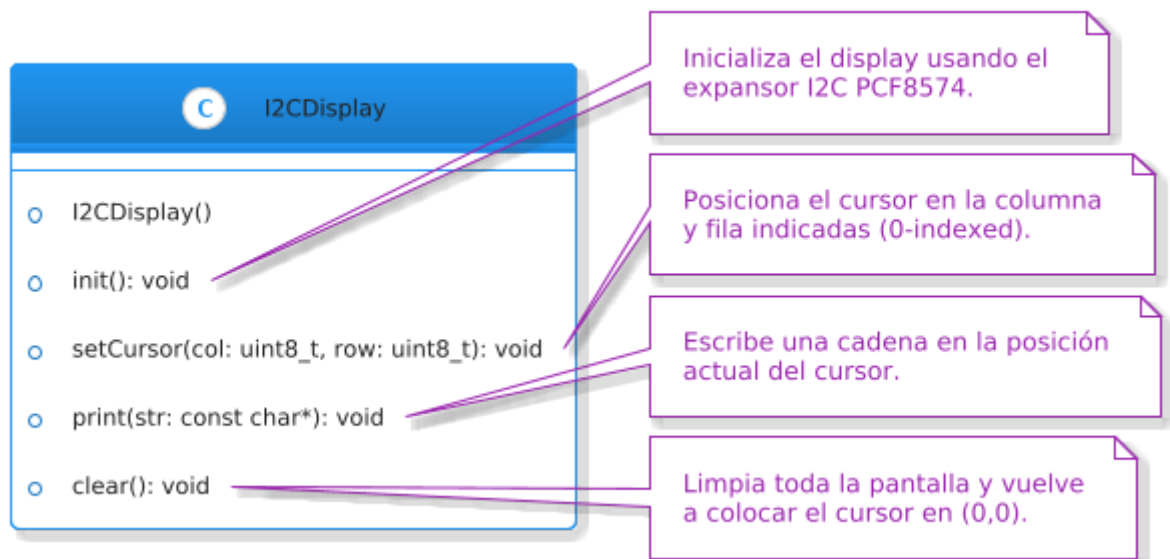 C I2CDisplay
I2CDisplay()
init(): void
setCursor(col: uint8_t, row: uint8_t): void
print(str: const char*): void
clear(): void
Inicializa el display usando el
expansor I2C PCF8574.
Posiciona el cursor en la columna
y fila indicadas (0-indexed).
Escribe una cadena en la posición
actual del cursor.
Limpia toda la pantalla y vuelve
a colocar el cursor en (0,0).